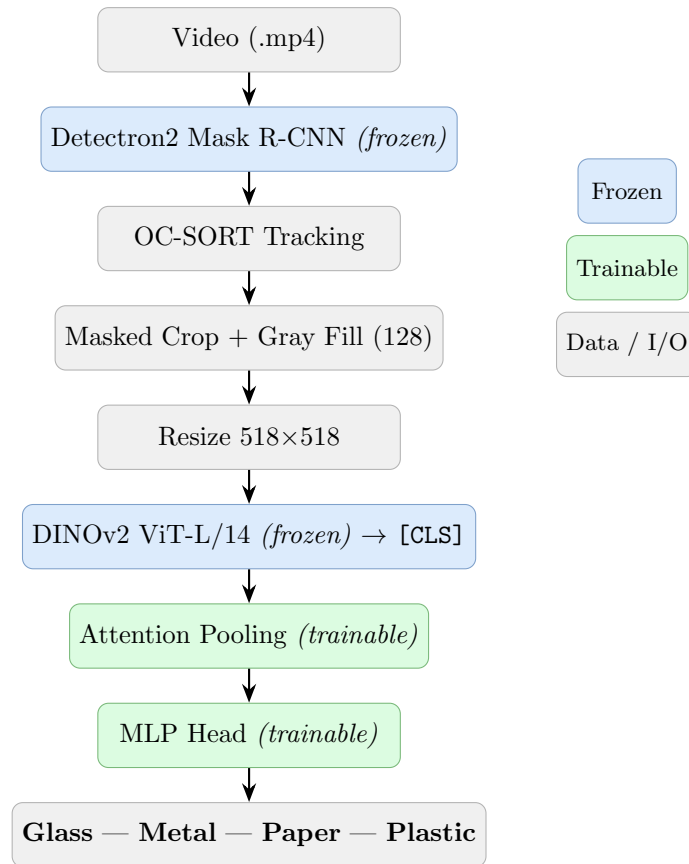 Video (.mp4)
Detectron2 Mask R-CNN (frozen)
OC-SORT Tracking
Masked Crop + Gray Fill (128)
Resize 518×518
DINOv2 ViT-L/14 (frozen) → [CLS]
Attention Pooling (trainable)
MLP Head (trainable)
Glass — Metal — Paper — Plastic
Frozen
Trainable
Data / I/O